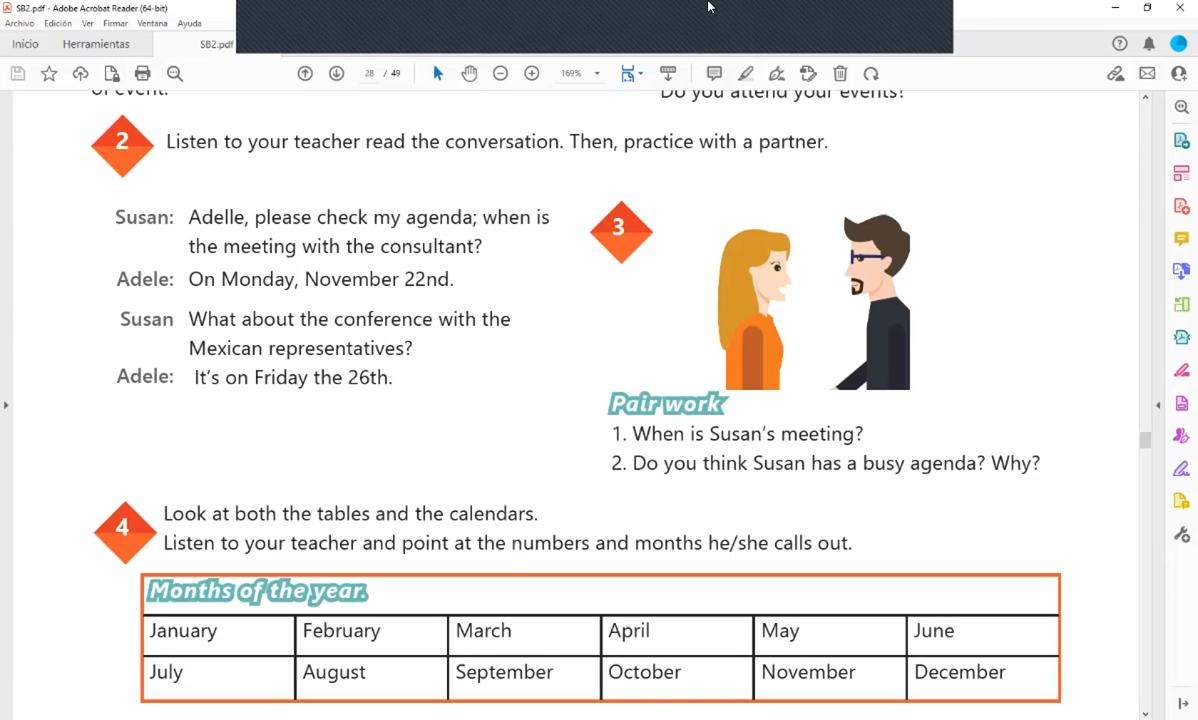 SB2.pdf - Adobe Acrobat Reader (64-bit)
Archivo Edición Ver Firmar Ventana Ayuda
Inicio Herramientas SB2.pdf
28 / 49 169%
of event.
Do you attend your events?
2 Listen to your teacher read the conversation. Then, practice with a partner.
Susan: Adelle, please check my agenda; when is
the meeting with the consultant?
Adele: On Monday, November 22nd.
Susan What about the conference with the
Mexican representatives?
Adele: It's on Friday the 26th.
3
Pair work
1. When is Susan's meeting?
2. Do you think Susan has a busy agenda? Why?
4 Look at both the tables and the calendars.
Listen to your teacher and point at the numbers and months he/she calls out.
Months of the year.
January February March April May June
July August September October November December